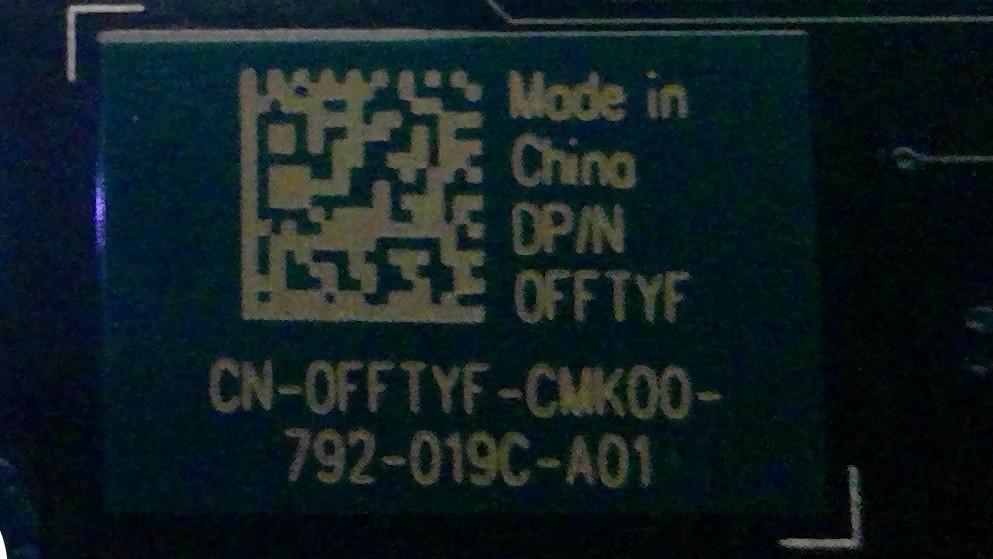 Made in
China
DP/N
0FFTYF
CN-0FFTYF-CMK00-
792-019C-A01